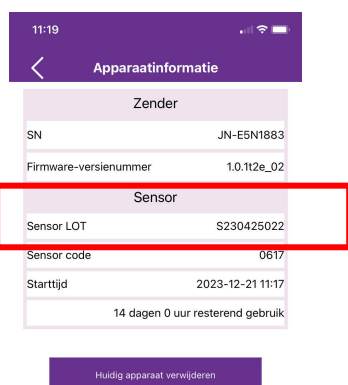 11:19
Apparaatinformatie
Zender
SN JN-E5N1883
Firmware-versienummer 1.0.1t2e_02
Sensor
Sensor LOT S230425022
Sensor code 0617
Starttijd 2023-12-21 11:17
14 dagen 0 uur resterend gebruik
Huidig apparaat verwijderen